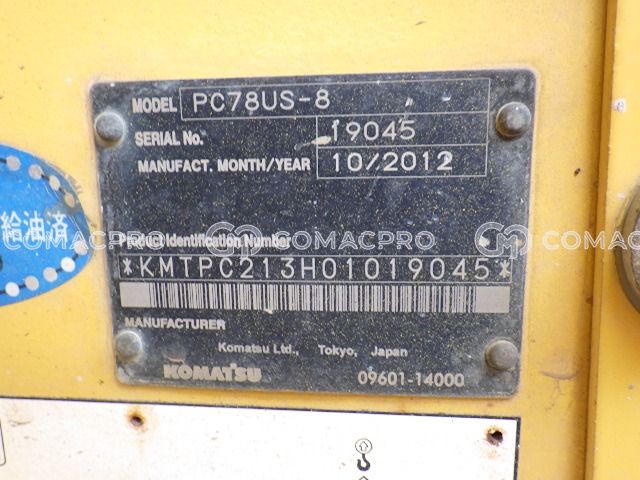 MODEL PC78US-8
SERIAL No. 19045
MANUFACT. MONTH/YEAR 10/2012
給油済
Product Identification Number
COMACPRO COMACPRO COMAC
*KMTPC213H01019045*
MANUFACTURER
Komatsu Ltd., Tokyo, Japan
KOMATSU 09601-14000